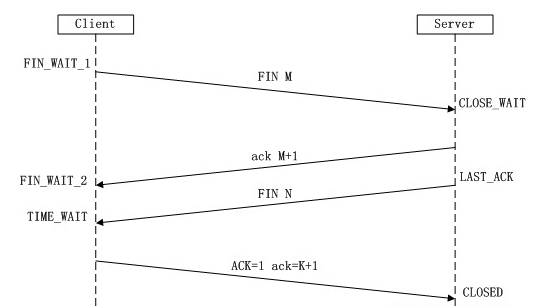 Client
Server
FIN_WAIT_1
FIN M
CLOSE_WAIT
ack M+1
FIN_WAIT_2
LAST_ACK
FIN N
TIME_WAIT
ACK=1 ack=K+1
CLOSED